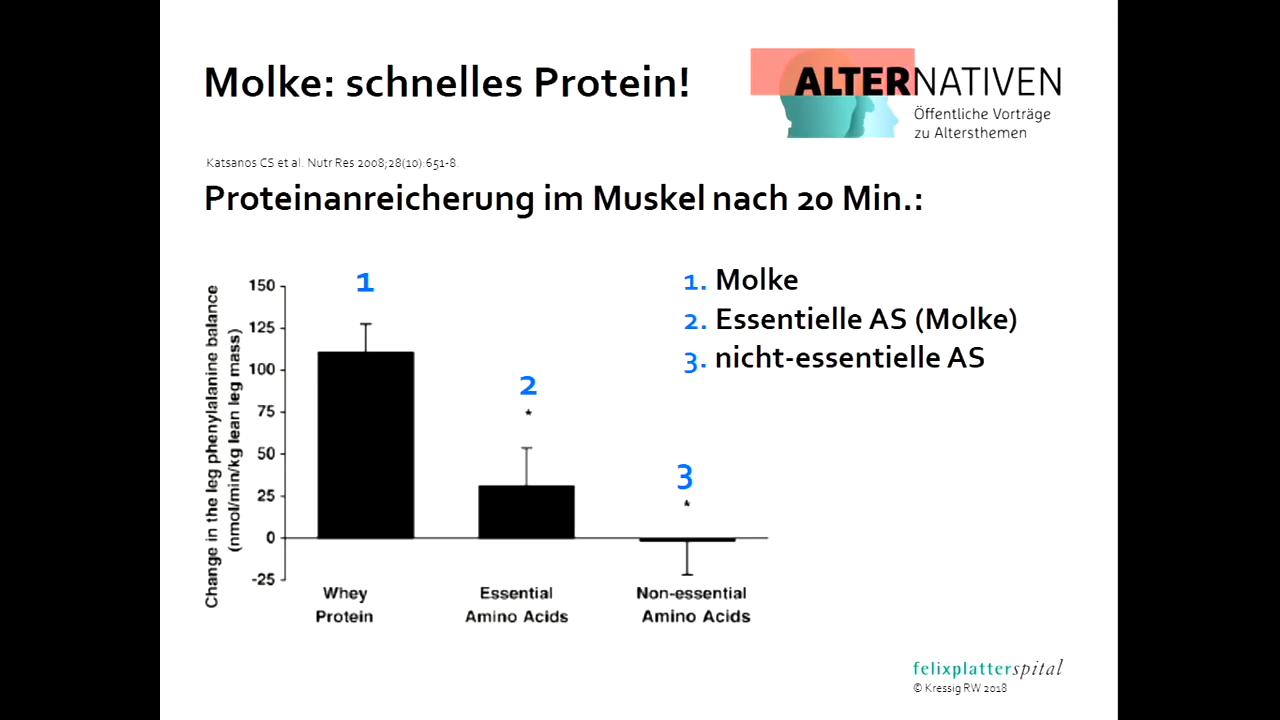 Molke: schnelles Protein!
ALTERNATIVEN
Öffentliche Vorträge
zu Altersthemen
Katsanos CS et al. Nutr Res 2008;28(10):651-8.
Proteinanreicherung im Muskel nach 20 Min.:
1. Molke
2. Essentielle AS (Molke)
3. nicht-essentielle AS
Change in the leg phenylalanine balance
(nmol/min/kg lean leg mass)
150
125
100
75
50
25
0
-25
1
2
*
3
*
Whey
Protein
Essential
Amino Acids
Non-essential
Amino Acids
felixplatterspital
© Kressig RW 2018